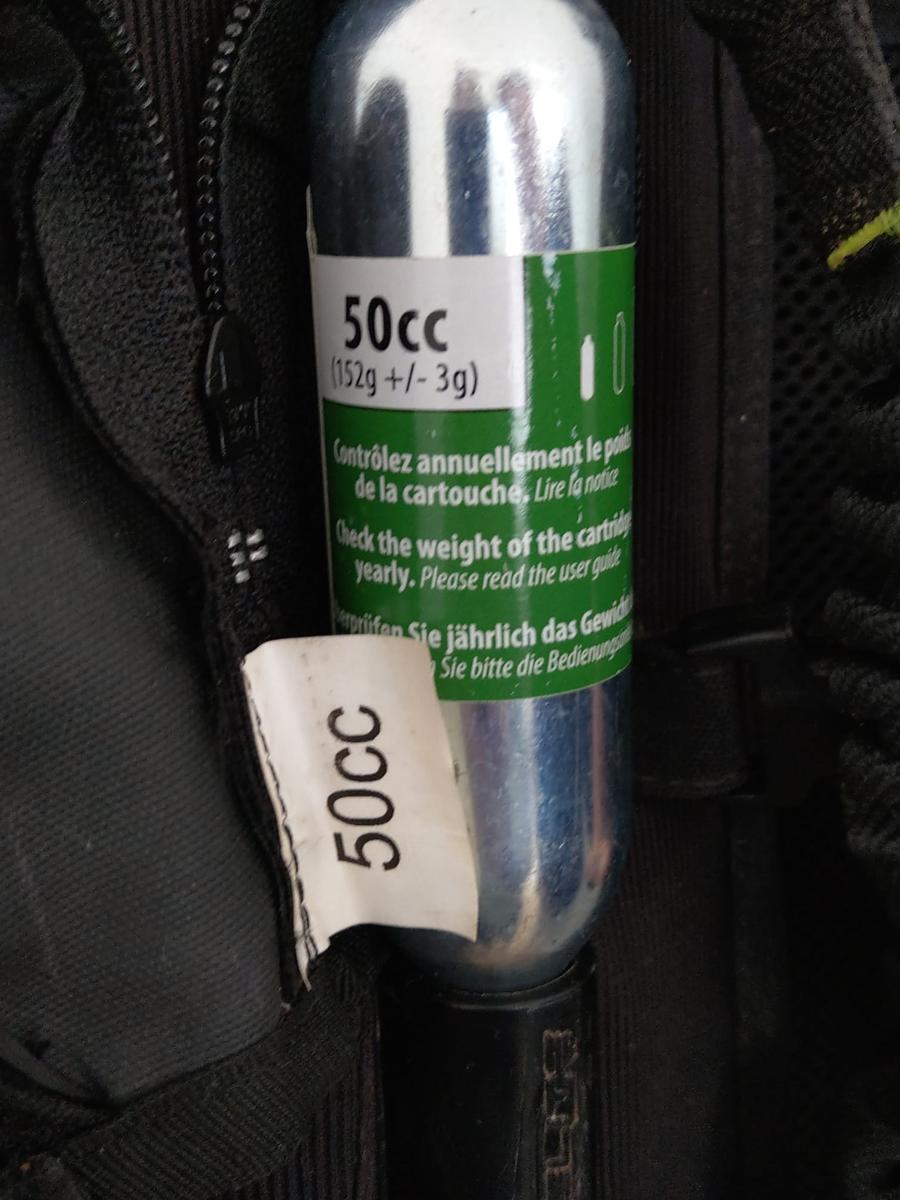 50cc
(152g +/- 3g)
Contrôlez annuellement le poids
de la cartouche. Lire la notice
Check the weight of the cartridge
yearly. Please read the user guide
Sie jährlich das Gewicht
Sie bitte die
50cc